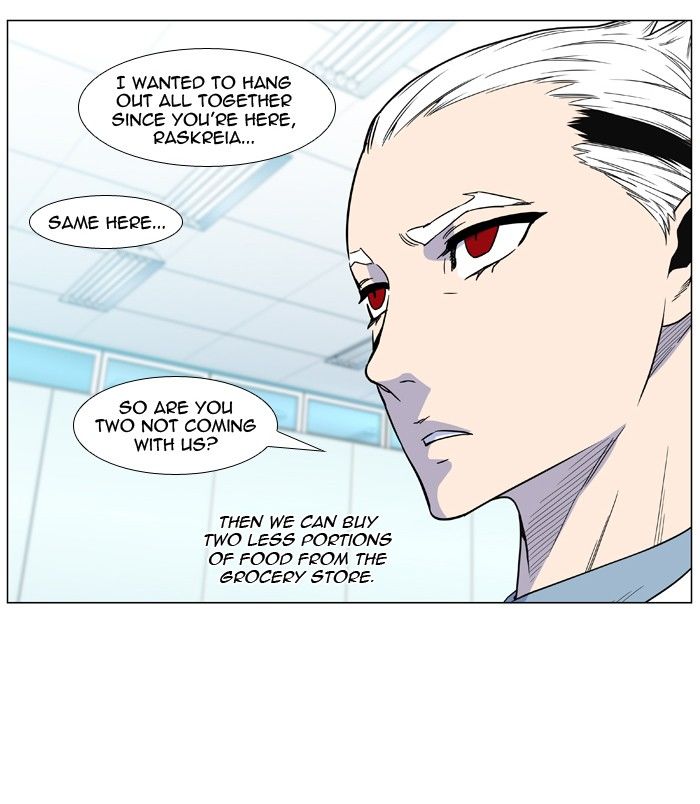 I WANTED TO HANG
OUT ALL TOGETHER
SINCE YOU'RE HERE,
RASKREIA...
SAME HERE...
SO ARE YOU
TWO NOT COMING
WITH US?
THEN WE CAN BUY
TWO LESS PORTIONS
OF FOOD FROM THE
GROCERY STORE.